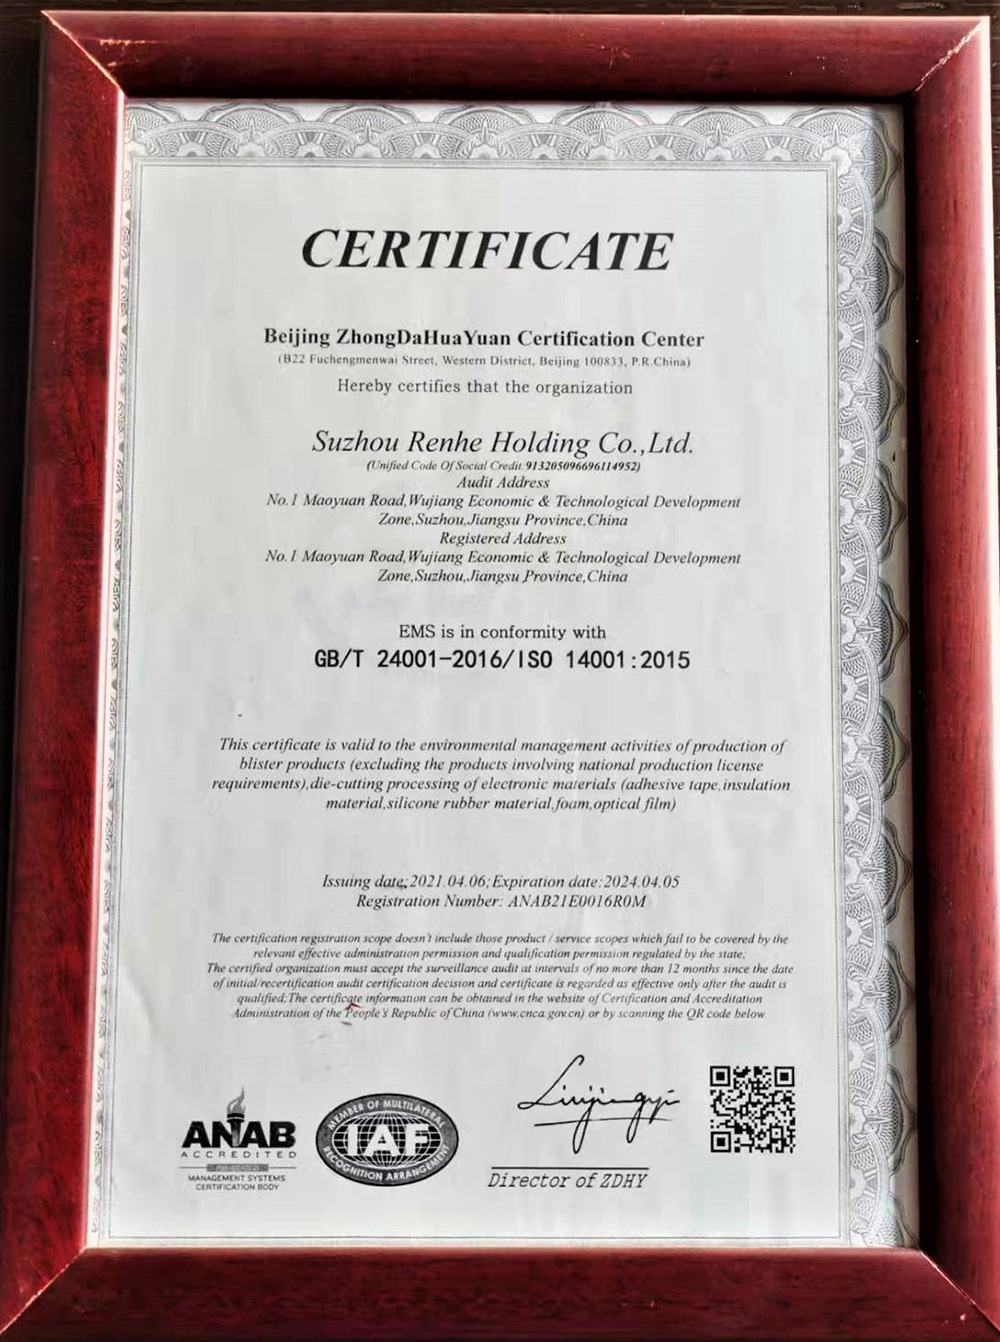 CERTIFICATE
Beijing ZhongDaHuaYuan Certification Center
(B22 Fuchengmenwai Street, Western District, Beijing 100833, P.R.China)
Hereby certifies that the organization
Suzhou Renhe Holding Co.,Ltd.
(Unified Code Of Social Credit 913205096696114952)
Audit Address
No.1 Maoyuan Road,Wujiang Economic & Technological Development
Zone,Suzhou,Jiangsu Province,China
Registered Address
No.1 Maoyuan Road,Wujiang Economic & Technological Development
Zone,Suzhou,Jiangsu Province,China
EMS is in conformity with
GB/T 24001-2016/ISO 14001:2015
This certificate is valid to the environmental management activities of production of
blister products (excluding the products involving national production license
requirements),die-cutting processing of electronic materials (adhesive tape,insulation
material,silicone rubber material,foam,optical film)
Issuing date:2021.04.06;Expiration date:2024.04.05
Registration Number: ANAB21E0016R0M
The certification registration scope doesn't include those product / service scopes which fail to be covered by the
relevant effective administration permission and qualification permission regulated by the state;
The certified organization must accept the surveillance audit at intervals of no more than 12 months since the date
of initial/recertification audit certification decision and certificate is regarded as effective only after the audit is
qualified.The certificate information can be obtained in the website of Certification and Accreditation
Administration of the People's Republic of China (www.cnca.gov.cn) or by scanning the QR code below
ANAB
ACCREDITED
MANAGEMENT SYSTEMS
CERTIFICATION BODY
MEMBER OF MULTILATERAL
IAF
RECOGNITION ARRANGEMENT
Director of ZDHY